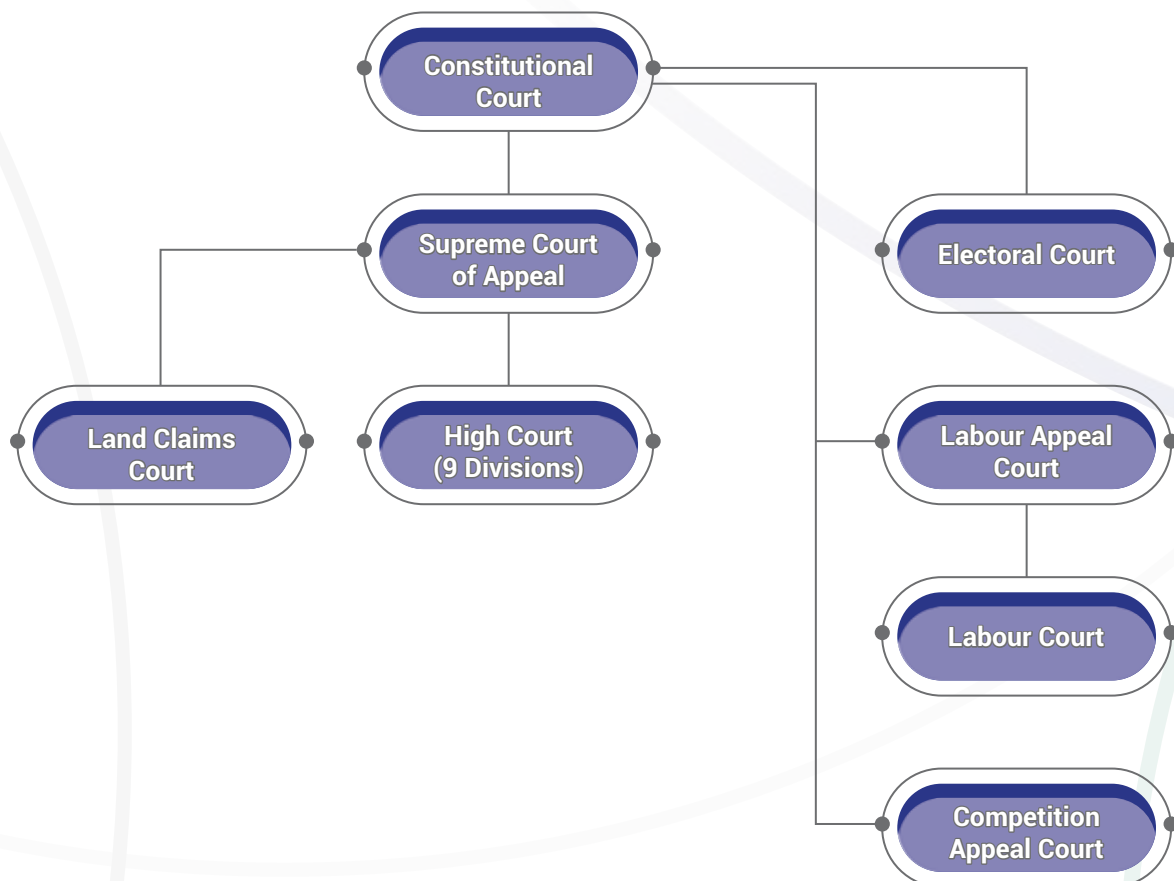 Constitutional
Court
Supreme Court
of Appeal
Electoral Court
Land Claims
Court
High Court
(9 Divisions)
Labour Appeal
Court
Labour Court
Competition
Appeal Court